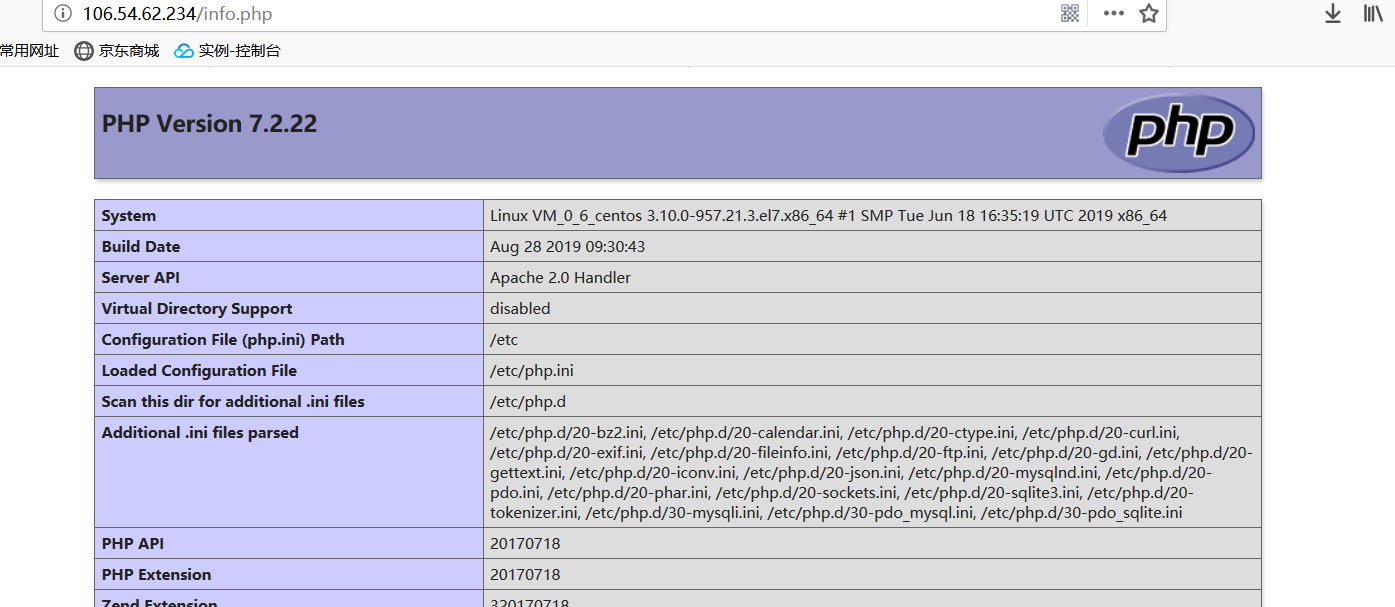 106.54.62.234/info.php
常用网址 京东商城 实例-控制台
PHP Version 7.2.22
php
System Linux VM_0_6_centos 3.10.0-957.21.3.el7.x86_64 #1 SMP Tue Jun 18 16:35:19 UTC 2019 x86_64
Build Date Aug 28 2019 09:30:43
Server API Apache 2.0 Handler
Virtual Directory Support disabled
Configuration File (php.ini) Path /etc
Loaded Configuration File /etc/php.ini
Scan this dir for additional .ini files /etc/php.d
Additional .ini files parsed /etc/php.d/20-bz2.ini, /etc/php.d/20-calendar.ini, /etc/php.d/20-ctype.ini, /etc/php.d/20-curl.ini,
/etc/php.d/20-exif.ini, /etc/php.d/20-fileinfo.ini, /etc/php.d/20-ftp.ini, /etc/php.d/20-gd.ini, /etc/php.d/20-
gettext.ini, /etc/php.d/20-iconv.ini, /etc/php.d/20-json.ini, /etc/php.d/20-mysqlnd.ini, /etc/php.d/20-
pdo.ini, /etc/php.d/20-phar.ini, /etc/php.d/20-sockets.ini, /etc/php.d/20-sqlite3.ini, /etc/php.d/20-
tokenizer.ini, /etc/php.d/30-mysqli.ini, /etc/php.d/30-pdo_mysql.ini, /etc/php.d/30-pdo_sqlite.ini
PHP API 20170718
PHP Extension 20170718
Zend Extension 320170718